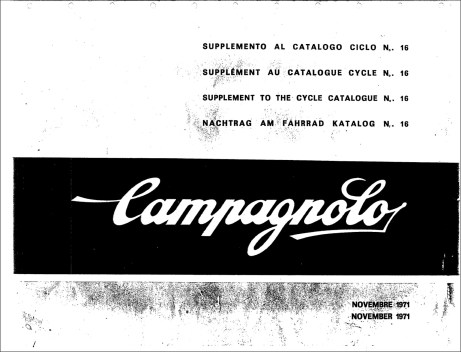 SUPPLEMENTO AL CATALOGO CICLO N.. 16
SUPPLÉMENT AU CATALOGUE CYCLE N.. 16
SUPPLEMENT TO THE CYCLE CATALOGUE N.. 16
NACHTRAG AM FAHRRAD KATALOG N.. 16
Campagnolo
NOVEMBRE 1971
NOVEMBER 1971